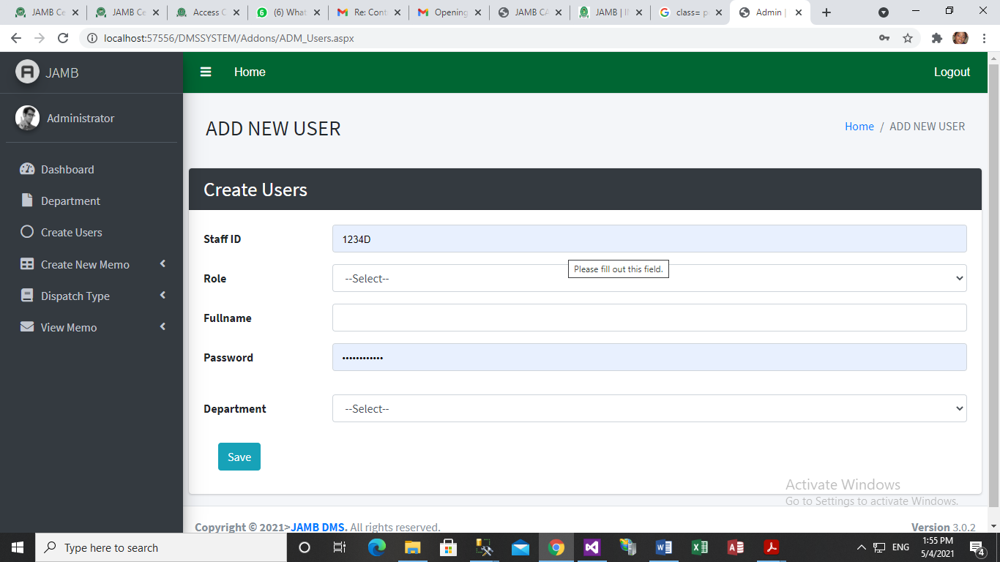 JAMB Ce
JAMB Ce
Access C
(6) What
Re: Cont
Opening
JAMB CA
JAMB | II
class= p
Admin |
localhost:57556/DMSSYSTEM/Addons/ADM_Users.aspx
JAMB
Home
Logout
Administrator
ADD NEW USER
Home / ADD NEW USER
Dashboard
Department
Create Users
Create New Memo
Dispatch Type
View Memo
Create Users
Staff ID
1234D
Please fill out this field.
Role
--Select--
Fullname
Password
Department
--Select--
Save
Activate Windows
Go to Settings to activate Windows.
Copyright © 2021>JAMB DMS. All rights reserved.
Version 3.0.2
Type here to search
ENG
1:55 PM
5/4/2021
4